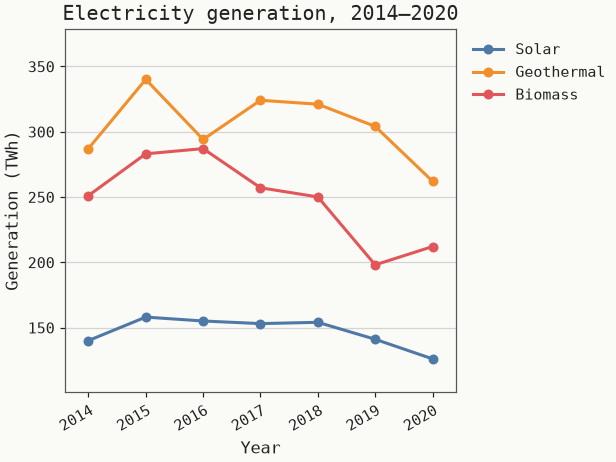 Electricity generation, 2014–2020
Solar
Geothermal
Biomass
Generation (TWh)
350
300
250
200
150
2014
2015
2016
2017
2018
2019
2020
Year